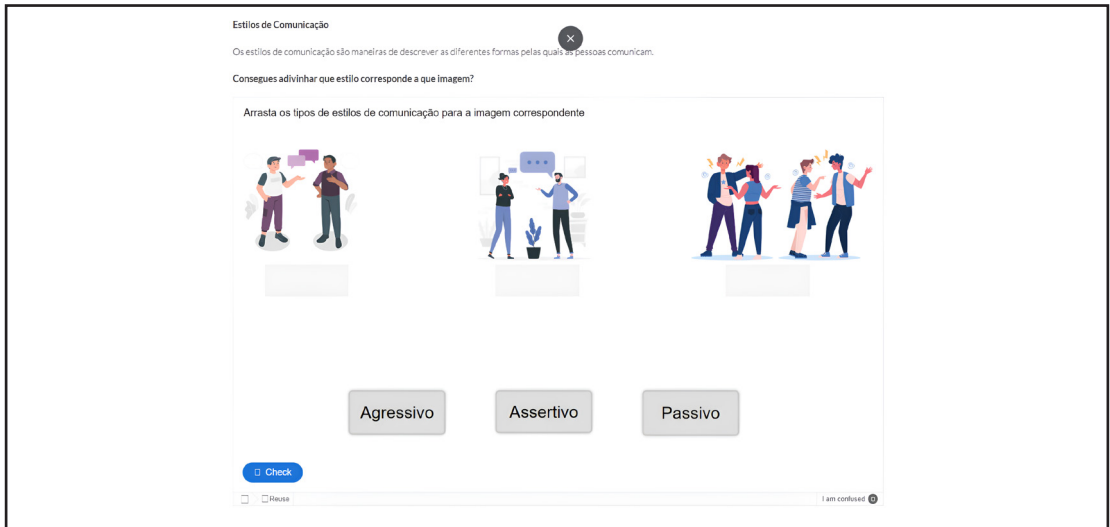 Estilos de Comunicação
Os estilos de comunicação são maneiras de descrever as diferentes formas pelas quais as pessoas comunicam.
Consegues adivinhar que estilo corresponde a que imagem?
Arrasta os tipos de estilos de comunicação para a imagem correspondente
Agressivo
Assertivo
Passivo
Check
Reuse
I am confused